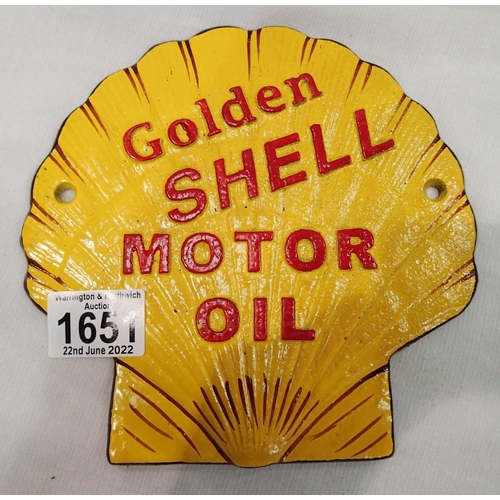 Golden
SHELL
MOTOR
OIL
Warrington & Northwich
Auction
1651
22nd June 2022